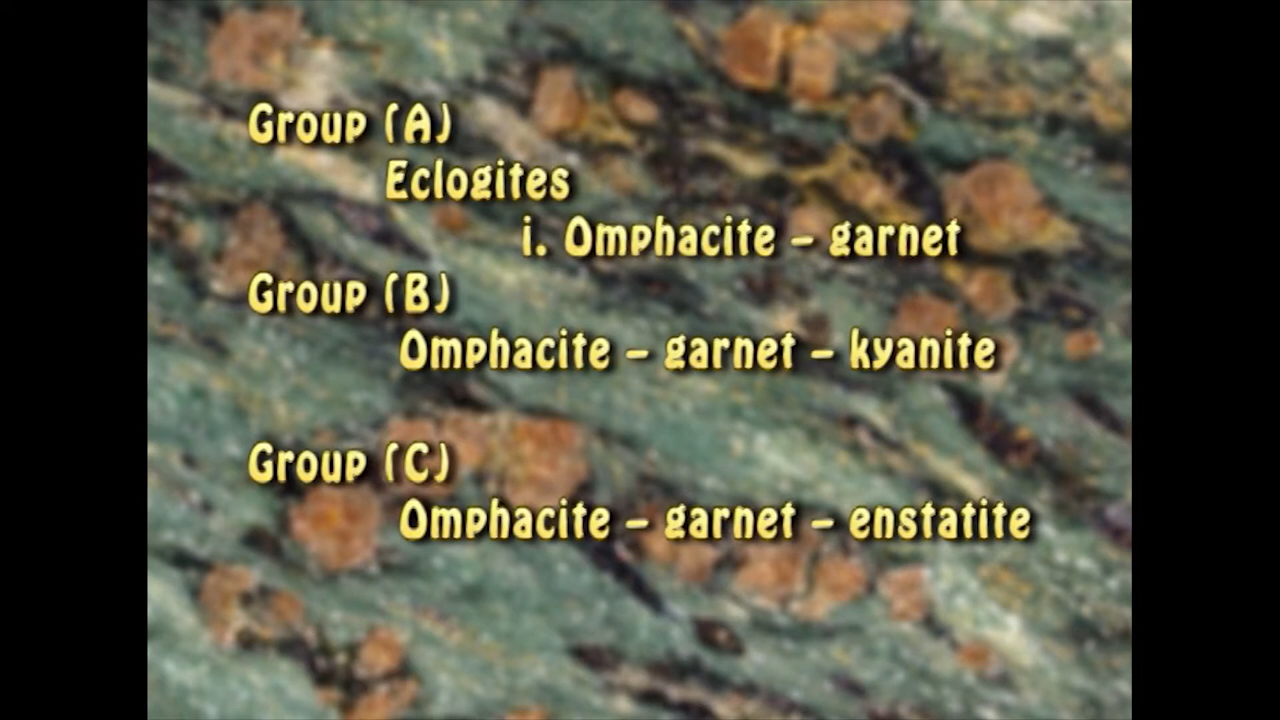 Group (A)
Eclogites
i. Omphacite – garnet
Group (B)
Omphacite – garnet – kyanite
Group (C)
Omphacite – garnet – enstatite